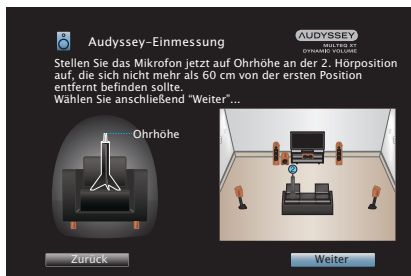 Audyssey-Einmessung
AUDYSSEY
MULTEQ XT
DYNAMIC VOLUME
Stellen Sie das Mikrofon jetzt auf Ohrhöhe an der 2. Hörposition
auf, die sich nicht mehr als 60 cm von der ersten Position
entfernt befinden sollte.
Wählen Sie anschließend “Weiter”...
Ohrhöhe
2
Zurück
Weiter